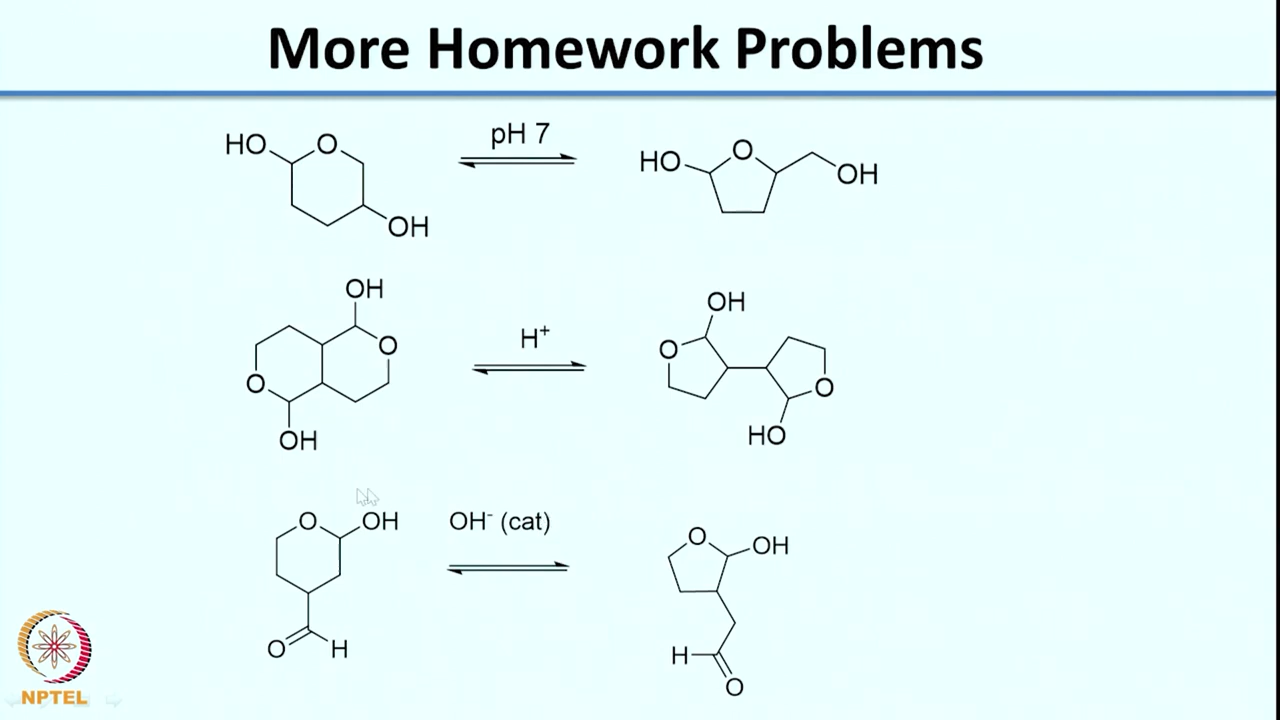 More Homework Problems
HO O pH 7 HO O OH
OH
OH H⁺ OH
O O
O O
OH HO
O OH OH⁻ (cat) O OH
O H H
O
NPTEL